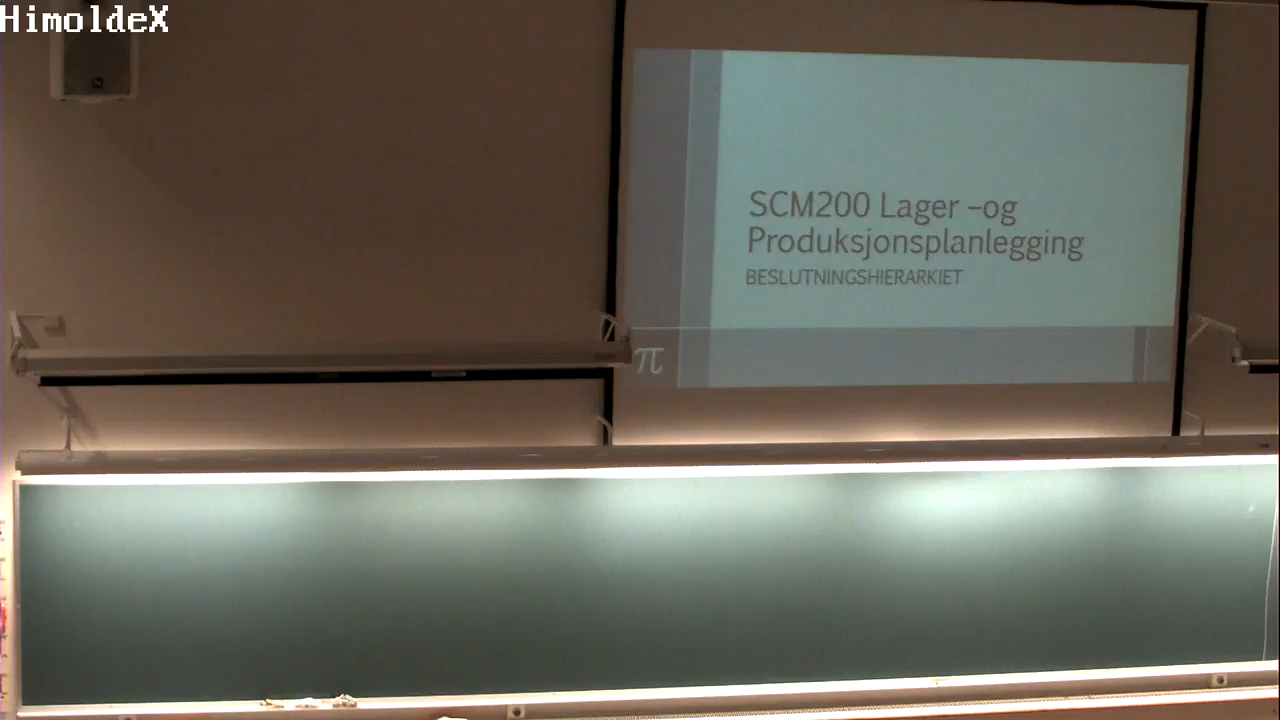 HimoldeX
SCM200 Lager –og
Produksjonsplanlegging
BESLUTNINGSHIERARKIET
π